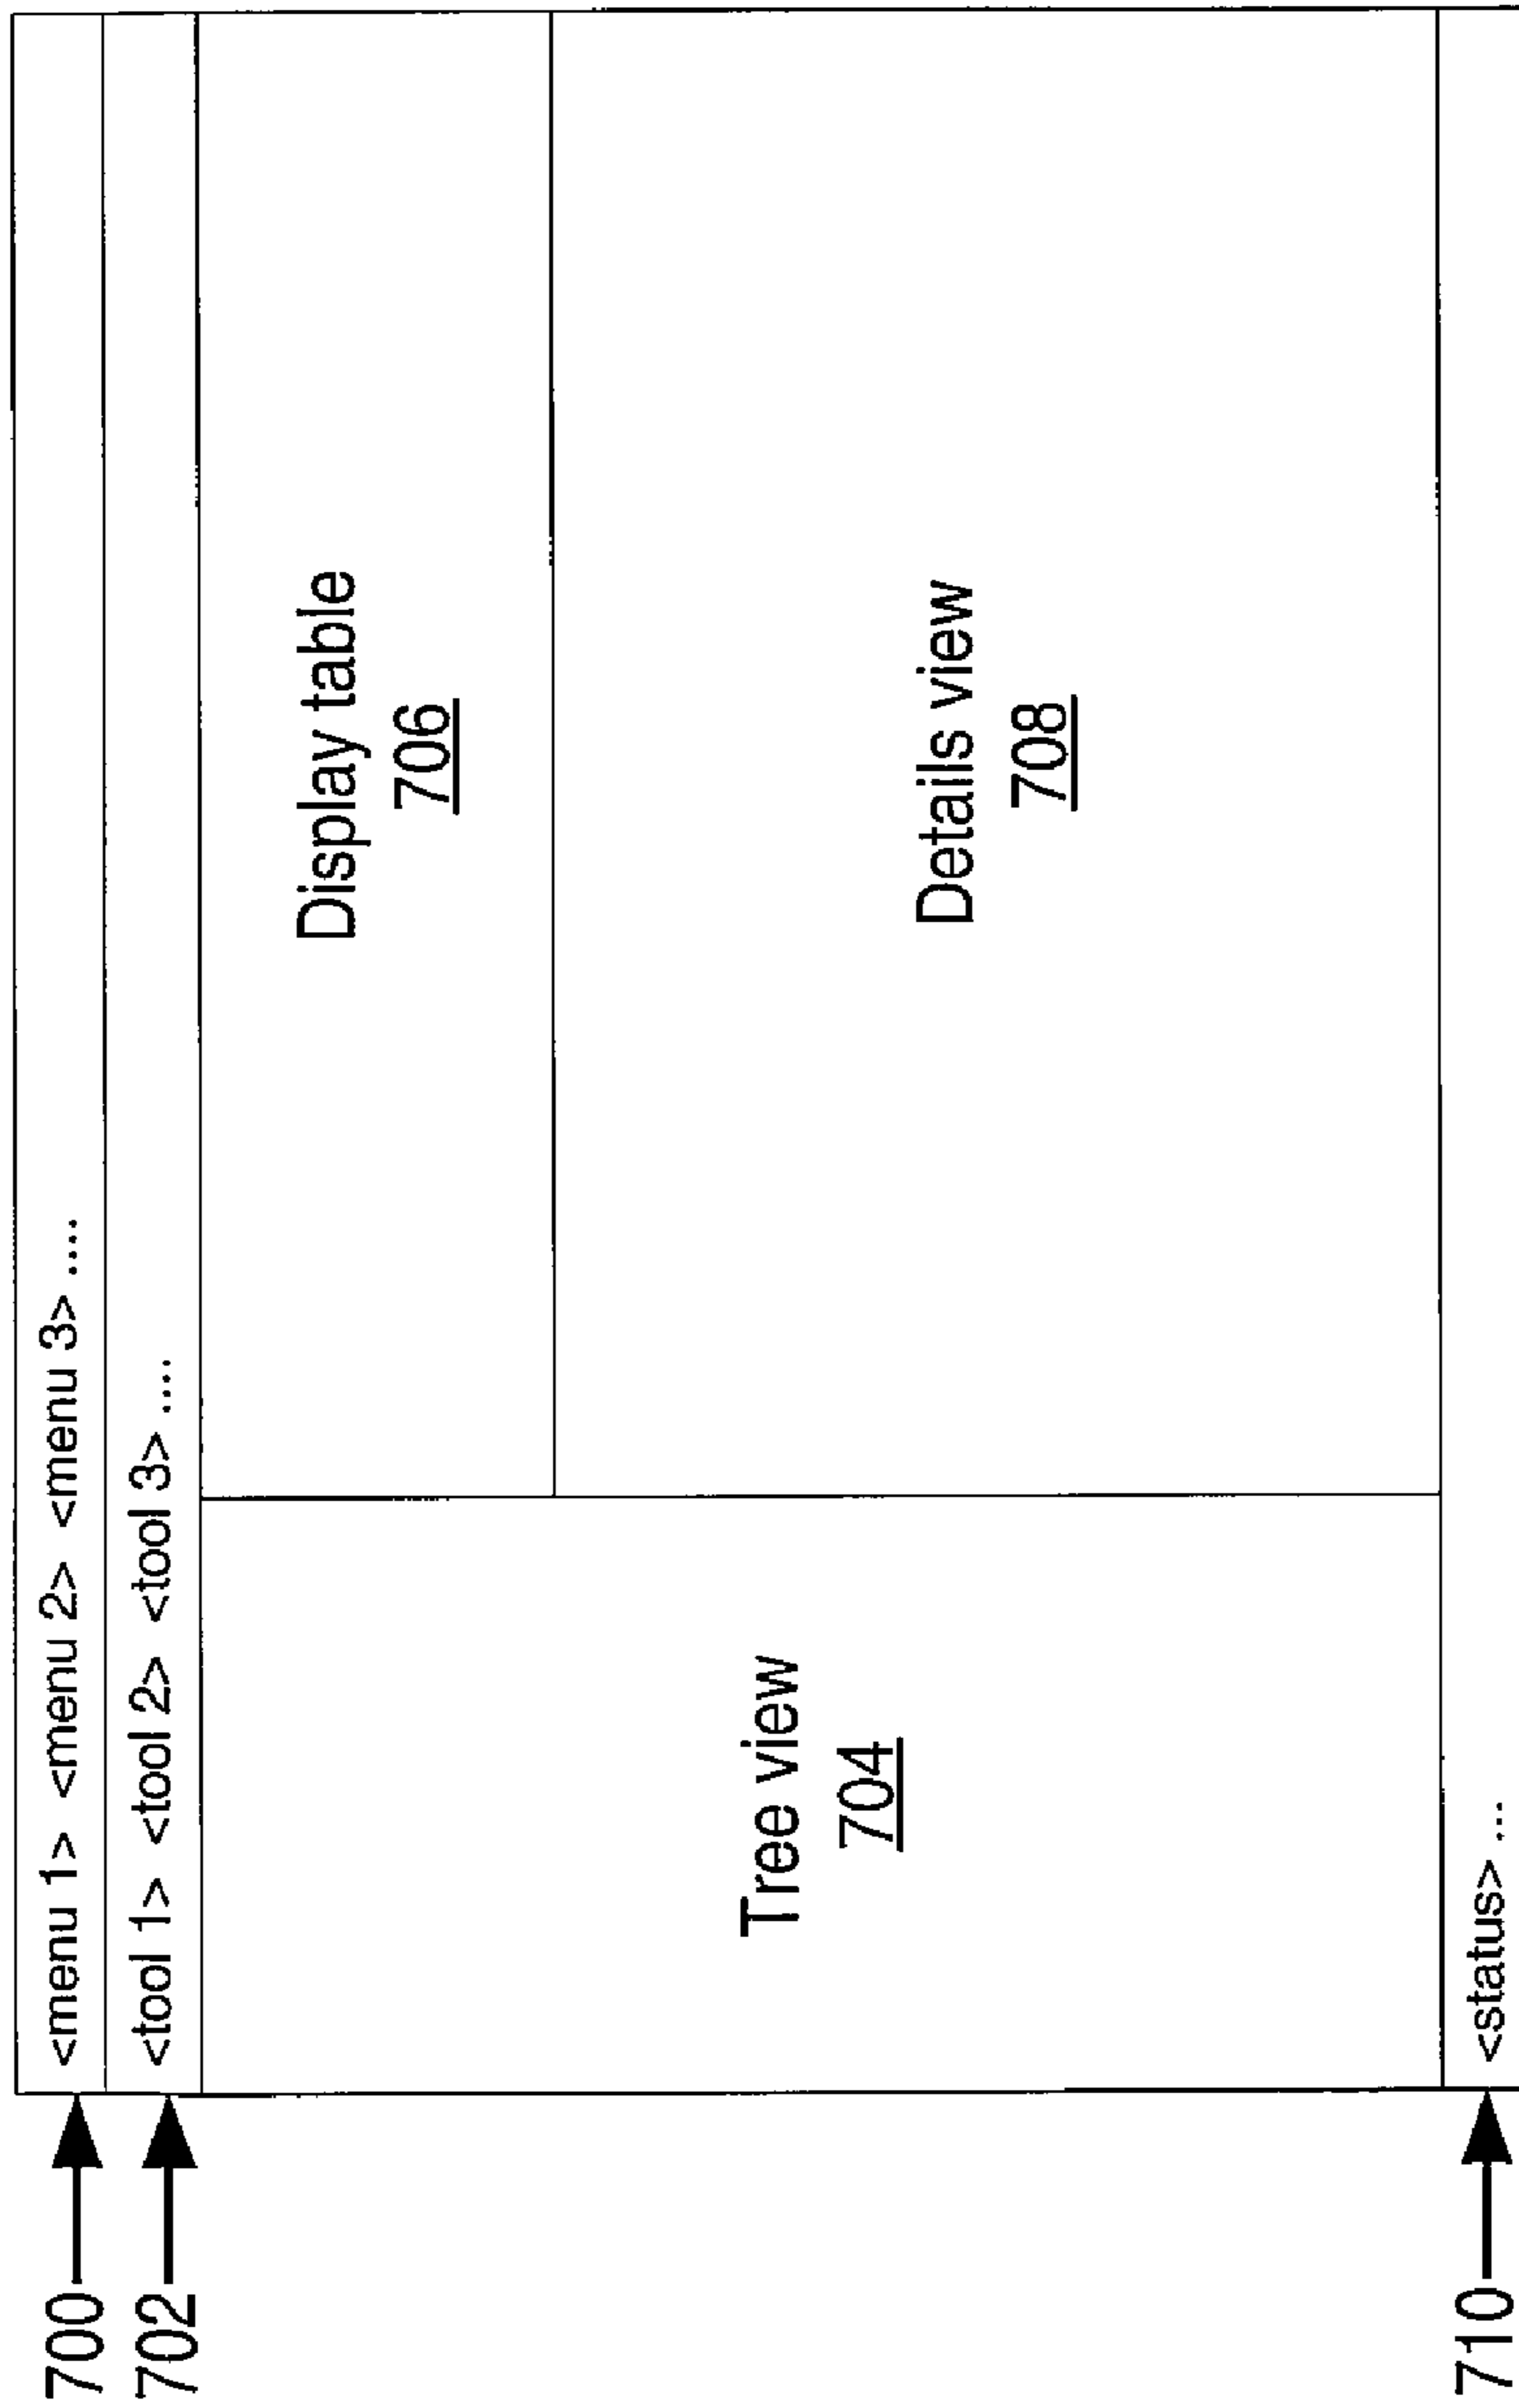 700
<menu 1> <menu 2> <menu 3> ....
702
<tool 1> <tool 2> <tool 3> ....
Tree view
704
Display table
706
Details view
708
710
<status> ...